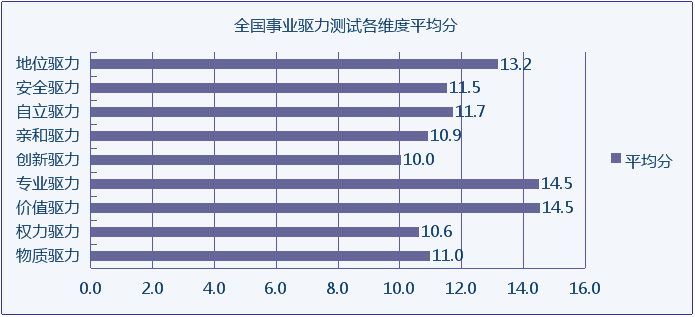 全国事业驱力测试各维度平均分
地位驱力 13.2
安全驱力 11.5
自立驱力 11.7
亲和驱力 10.9
创新驱力 10.0
专业驱力 14.5
价值驱力 14.5
权力驱力 10.6
物质驱力 11.0
平均分
0.0 2.0 4.0 6.0 8.0 10.0 12.0 14.0 16.0